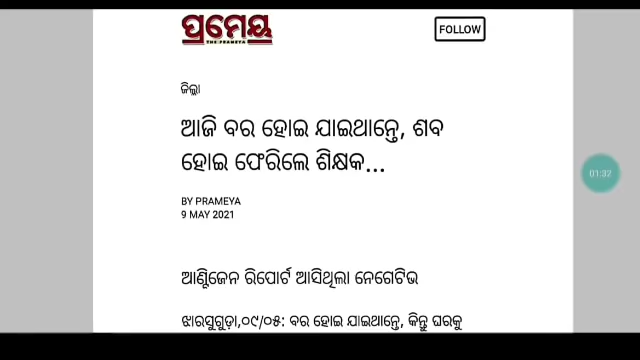 ପ୍ରମେୟ
THE PRAMEYA
FOLLOW
ଜିଲ୍ଲା
ଆଜି ବର ହୋଇ ଯାଇଥାନ୍ତେ, ଶବ
ହୋଇ ଫେରିଲେ ଶିକ୍ଷକ...
BY PRAMEYA
9 MAY 2021
01:32
ଆଣ୍ଟିଜେନ ରିପୋର୍ଟ ଆସିଥିଲା ନେଗେଟିଭ
ଝାରସୁଗୁଡ଼ା,୦୯/୦୫: ବର ହୋଇ ଯାଇଥାନ୍ତେ, କିନ୍ତୁ ଘରକୁ